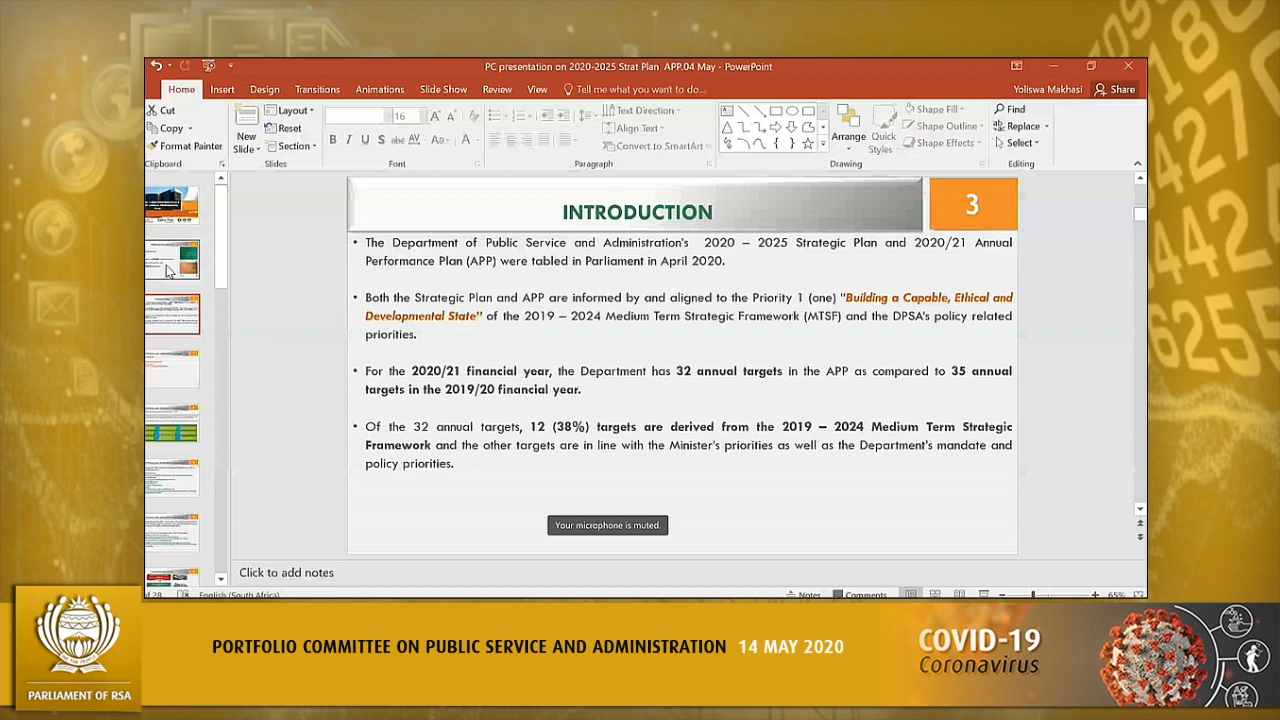 PC presentation on 2020-2025 Strat Plan APP.04 May - PowerPoint
Home Insert Design Transitions Animations Slide Show Review View Tell me what you want to do...
Yoliswa Makhasi Share
Cut
Copy
Format Painter
Clipboard
New Slide
Layout
Reset
Section
Slides
16
B I U S abc AV Aa A
Font
Text Direction
Align Text
Convert to SmartArt
Paragraph
Arrange
Quick Styles
Shape Fill
Shape Outline
Shape Effects
Drawing
Find
Replace
Select
Editing
INTRODUCTION
3
• The Department of Public Service and Administration's 2020 – 2025 Strategic Plan and 2020/21 Annual
Performance Plan (APP) were tabled in Parliament in April 2020.
• Both the Strategic Plan and APP are informed by and aligned to the Priority 1 (one) "Building a Capable, Ethical and
Developmental State" of the 2019 – 2024 Medium Term Strategic Framework (MTSF) and the DPSA's policy related
priorities.
• For the 2020/21 financial year, the Department has 32 annual targets in the APP as compared to 35 annual
targets in the 2019/20 financial year.
• Of the 32 annual targets, 12 (38%) targets are derived from the 2019 – 2024 Medium Term Strategic
Framework and the other targets are in line with the Minister's priorities as well as the Department's mandate and
policy priorities.
Your microphone is muted.
Click to add notes
of 28 English (South Africa) Notes Comments 65%
PORTFOLIO COMMITTEE ON PUBLIC SERVICE AND ADMINISTRATION 14 MAY 2020
COVID-19
Coronavirus
PARLIAMENT OF RSA